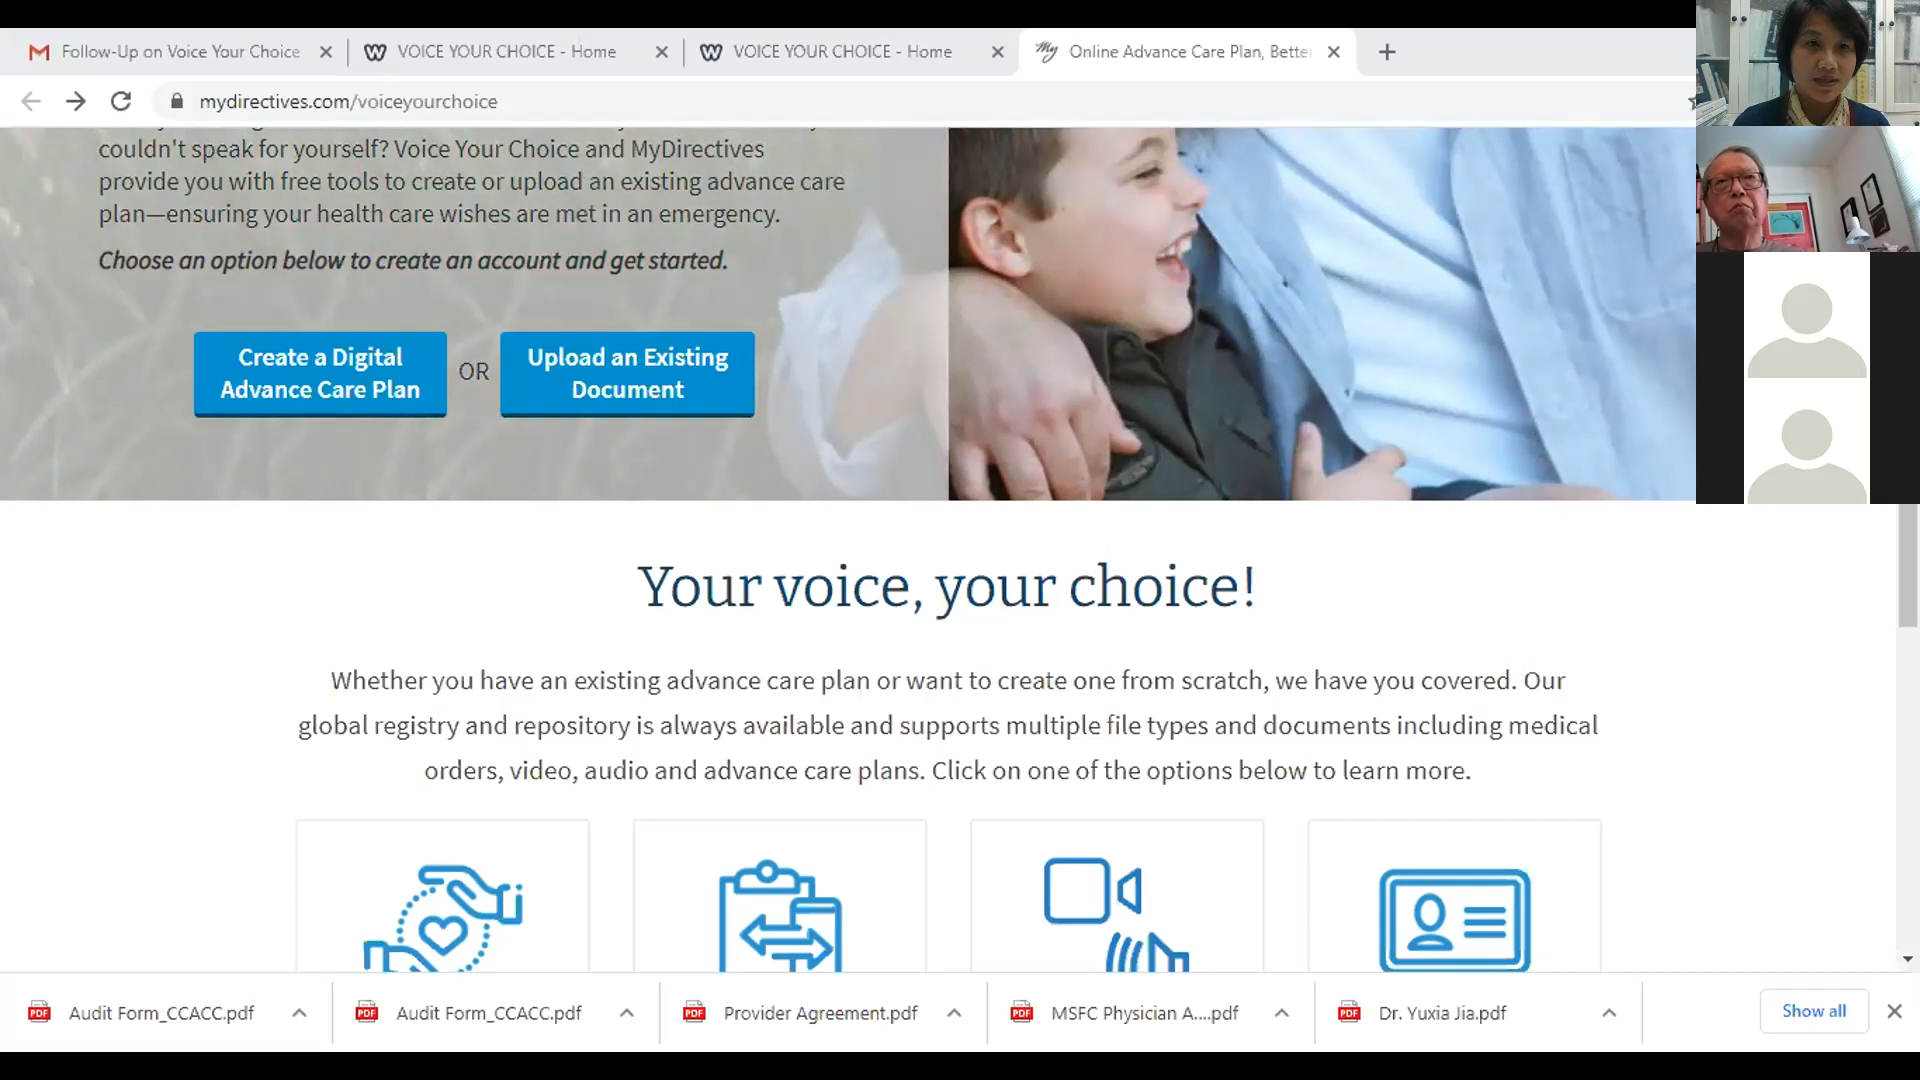 Follow-Up on Voice Your Choice
VOICE YOUR CHOICE - Home
VOICE YOUR CHOICE - Home
My
Online Advance Care Plan, Better
mydirectives.com/voiceyourchoice
couldn't speak for yourself? Voice Your Choice and MyDirectives
provide you with free tools to create or upload an existing advance care
plan—ensuring your health care wishes are met in an emergency.
Choose an option below to create an account and get started.
Create a Digital
Advance Care Plan
OR
Upload an Existing
Document
Your voice, your choice!
Whether you have an existing advance care plan or want to create one from scratch, we have you covered. Our
global registry and repository is always available and supports multiple file types and documents including medical
orders, video, audio and advance care plans. Click on one of the options below to learn more.
PDF
Audit Form_CCACC.pdf
PDF
Audit Form_CCACC.pdf
PDF
Provider Agreement.pdf
PDF
MSFC Physician A....pdf
PDF
Dr. Yuxia Jia.pdf
Show all